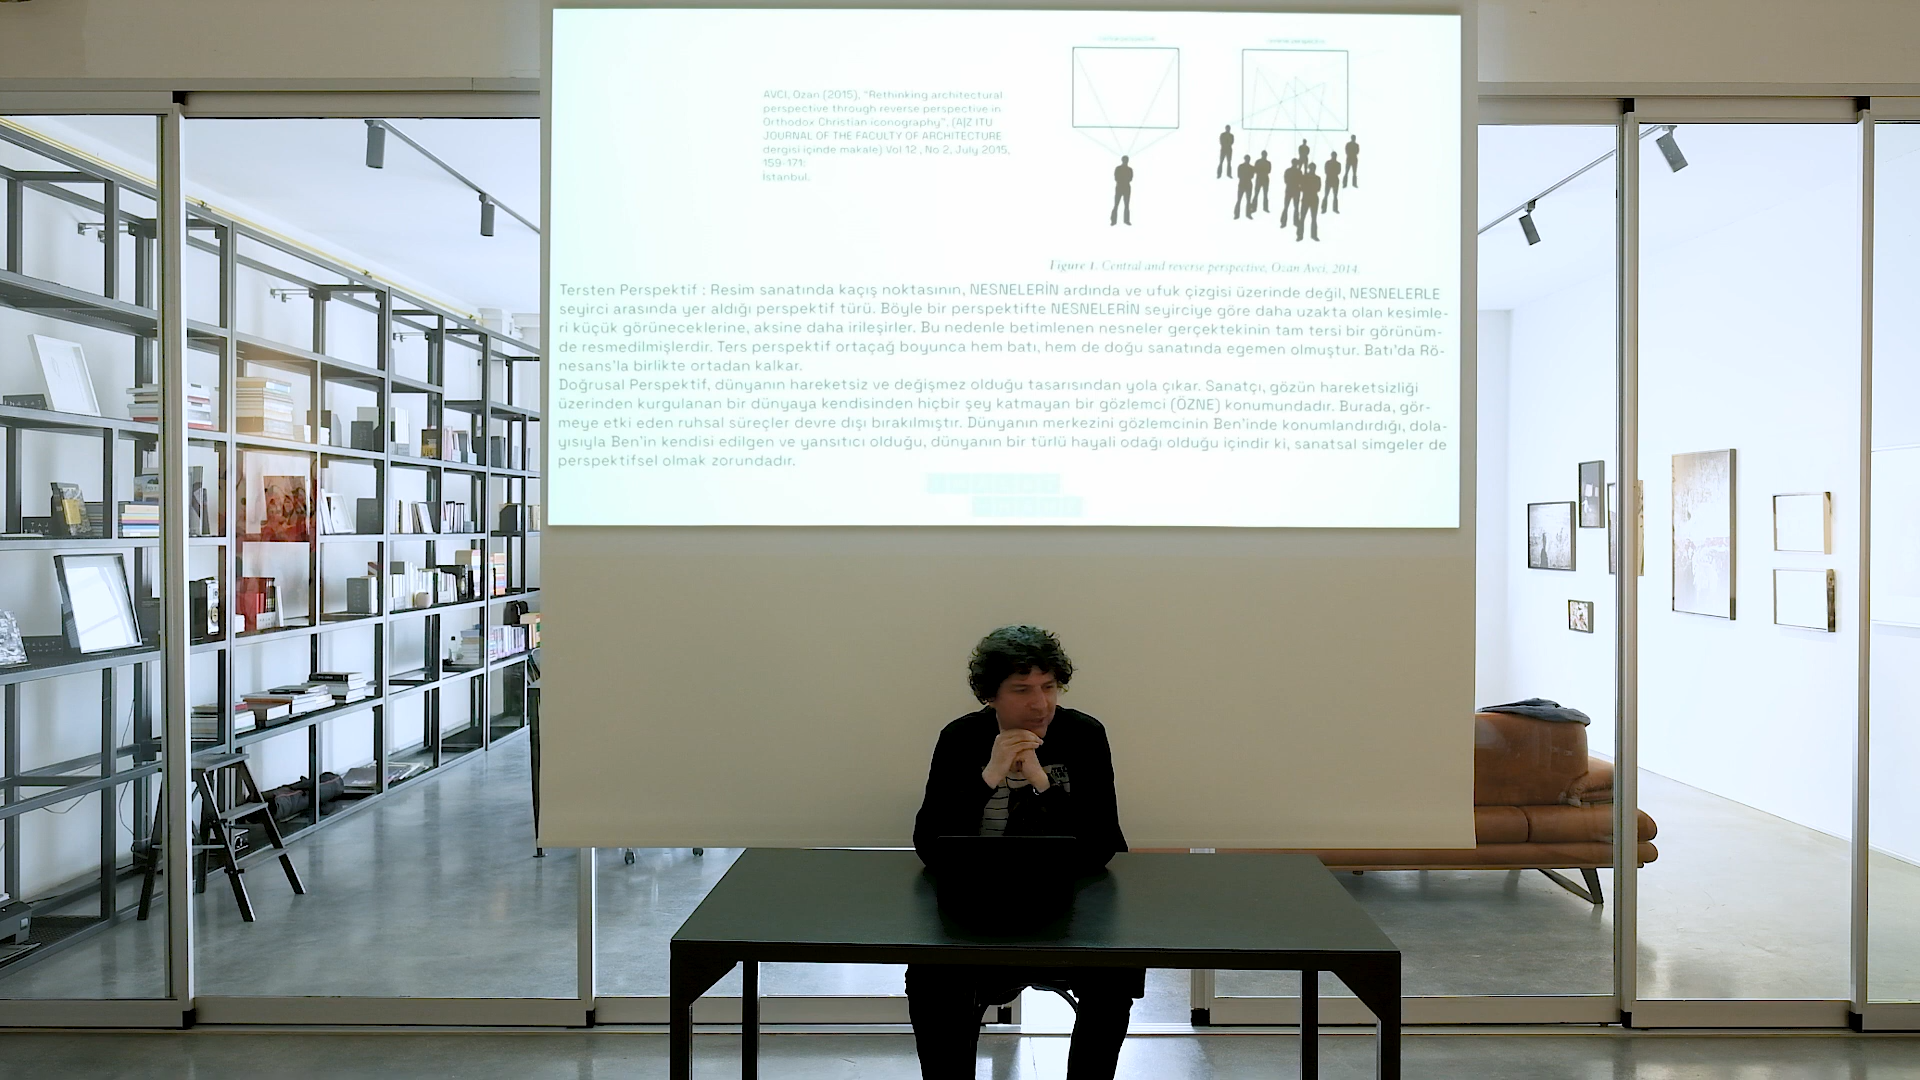 central perspective
reverse perspective
AVCI, Ozan (2015), "Rethinking architectural
perspective through reverse perspective in
Orthodox Christian iconography". (A|Z ITU
JOURNAL OF THE FACULTY OF ARCHITECTURE
dergisi içinde makale) Vol 12 , No 2, July 2015,
159-171:
İstanbul.
Figure 1. Central and reverse perspective, Ozan Avci, 2014.
Tersten Perspektif : Resim sanatında kaçış noktasının, NESNELERİN ardında ve ufuk çizgisi üzerinde değil, NESNELERLE
seyirci arasında yer aldığı perspektif türü. Böyle bir perspektifte NESNELERİN seyirciye göre daha uzakta olan kesimle-
ri küçük görüneceklerine, aksine daha irileşirler. Bu nedenle betimlenen nesneler gerçektekinin tam tersi bir görünüm-
de resmedilmişlerdir. Ters perspektif ortaçağ boyunca hem batı, hem de doğu sanatında egemen olmuştur. Batı'da Rö-
nesans'la birlikte ortadan kalkar.
Doğrusal Perspektif, dünyanın hareketsiz ve değişmez olduğu tasarısından yola çıkar. Sanatçı, gözün hareketsizliği
üzerinden kurgulanan bir dünyaya kendisinden hiçbir şey katmayan bir gözlemci (ÖZNE) konumundadır. Burada, gör-
meye etki eden ruhsal süreçler devre dışı bırakılmıştır. Dünyanın merkezini gözlemcinin Ben'inde konumlandırdığı, dola-
yısıyla Ben'in kendisi edilgen ve yansıtıcı olduğu, dünyanın bir türlü hayali odağı olduğu içindir ki, sanatsal simgeler de
perspektifsel olmak zorundadır.